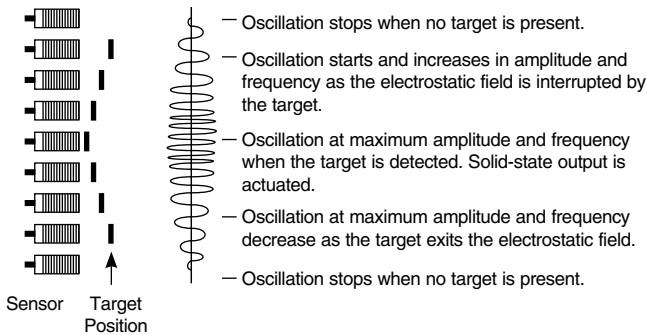 Oscillation stops when no target is present.
Oscillation starts and increases in amplitude and
frequency as the electrostatic field is interrupted by
the target.
Oscillation at maximum amplitude and frequency
when the target is detected. Solid-state output is
actuated.
Oscillation at maximum amplitude and frequency
decrease as the target exits the electrostatic field.
Oscillation stops when no target is present.
Sensor
Target
Position